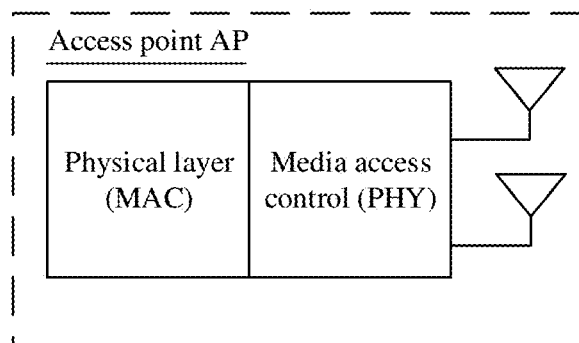 Access point AP
Physical layer
(MAC)
Media access
control (PHY)